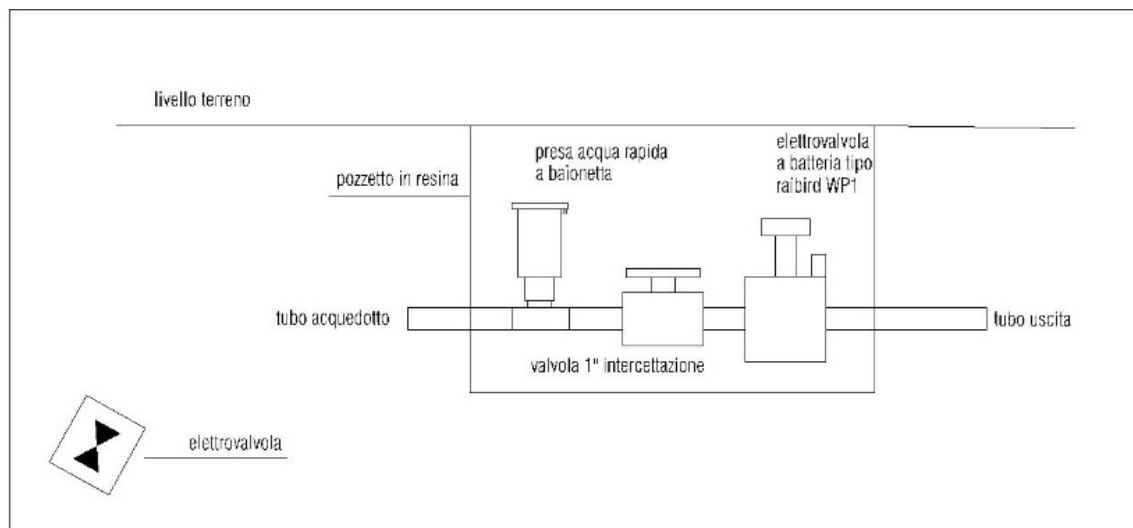 livello terreno
presa acqua rapida
a baionetta
elettrovalvola
a batteria tipo
raibird WP1
pozzetto in resina
tubo acquedotto
tubo uscita
valvola 1" intercettazione
elettrovalvola